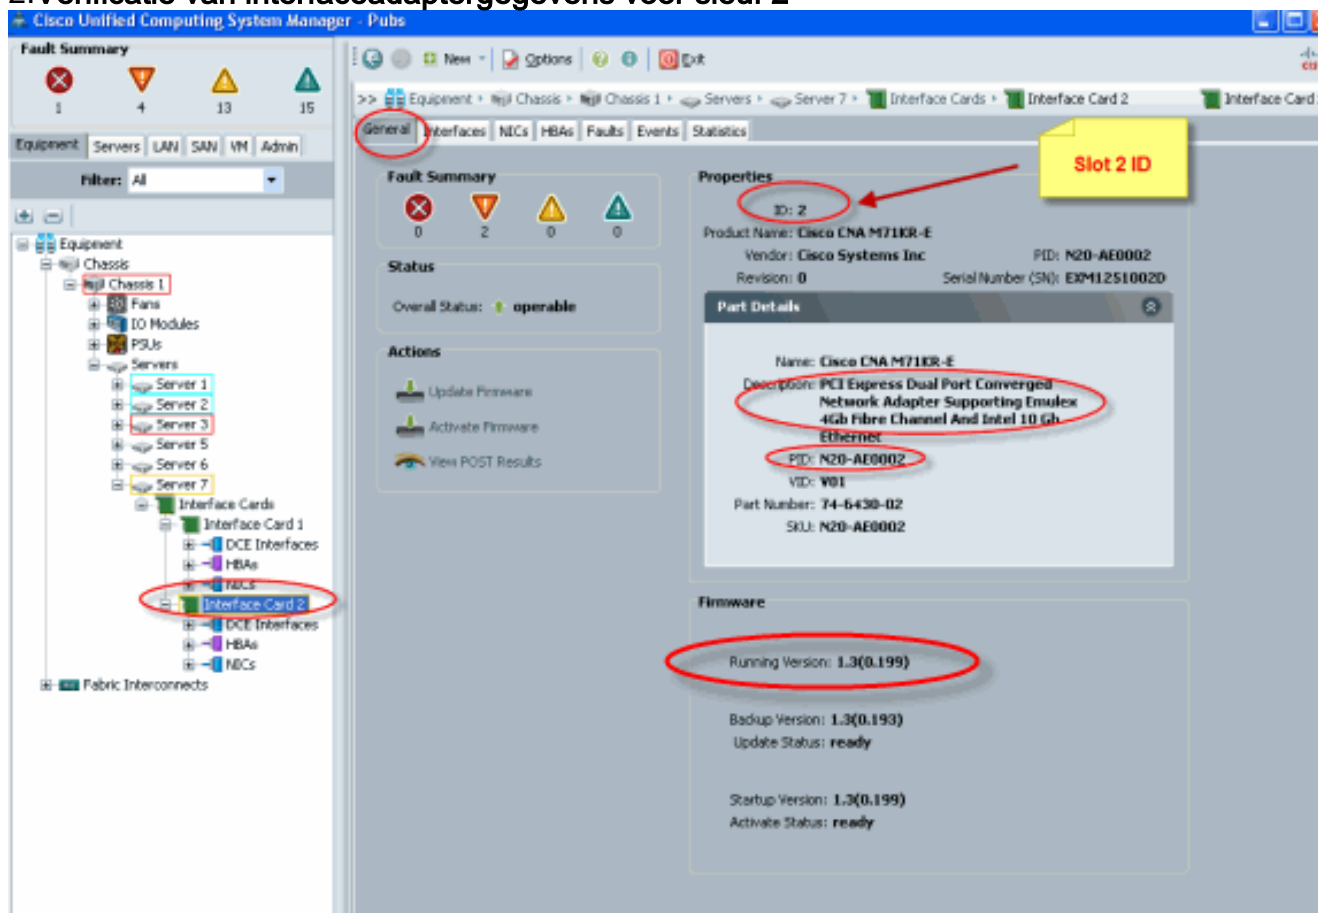 2. Verificatie van interfaceadaptergegevens voor sleuf 2
Cisco Unified Computing System Manager - Pubs
Fault Summary
1 4 13 15
Equipment Servers LAN SAN VM Admin
Filter: All
Equipment
Chassis
Chassis 1
Fans
IO Modules
PSUs
Servers
Server 1
Server 2
Server 3
Server 5
Server 6
Server 7
Interface Cards
Interface Card 1
DCE Interfaces
HBAs
NICs
Interface Card 2
DCE Interfaces
HBAs
NICs
Fabric Interconnects
New Options Exit
>> Equipment Chassis Chassis 1 Servers Server 7 Interface Cards Interface Card 2 Interface Card
General Interfaces NICs HBAs Faults Events Statistics
Slot 2 ID
Fault Summary
0 2 0 0
Status
Overall Status: operable
Actions
Update Firmware
Activate Firmware
View POST Results
Properties
ID: 2
Product Name: Cisco CNA M71KR-E
Vendor: Cisco Systems Inc PID: N20-AE0002
Revision: 0 Serial Number (SN): EXM1251002D
Part Details
Name: Cisco CNA M71KR-E
Description: PCI Express Dual Port Converged
Network Adapter Supporting Emulex
4Gb Fibre Channel And Intel 10 Gb
Ethernet
PID: N20-AE0002
VID: V01
Part Number: 74-6430-02
SKU: N20-AE0002
Firmware
Running Version: 1.3(0.199)
Backup Version: 1.3(0.193)
Update Status: ready
Startup Version: 1.3(0.199)
Activate Status: ready